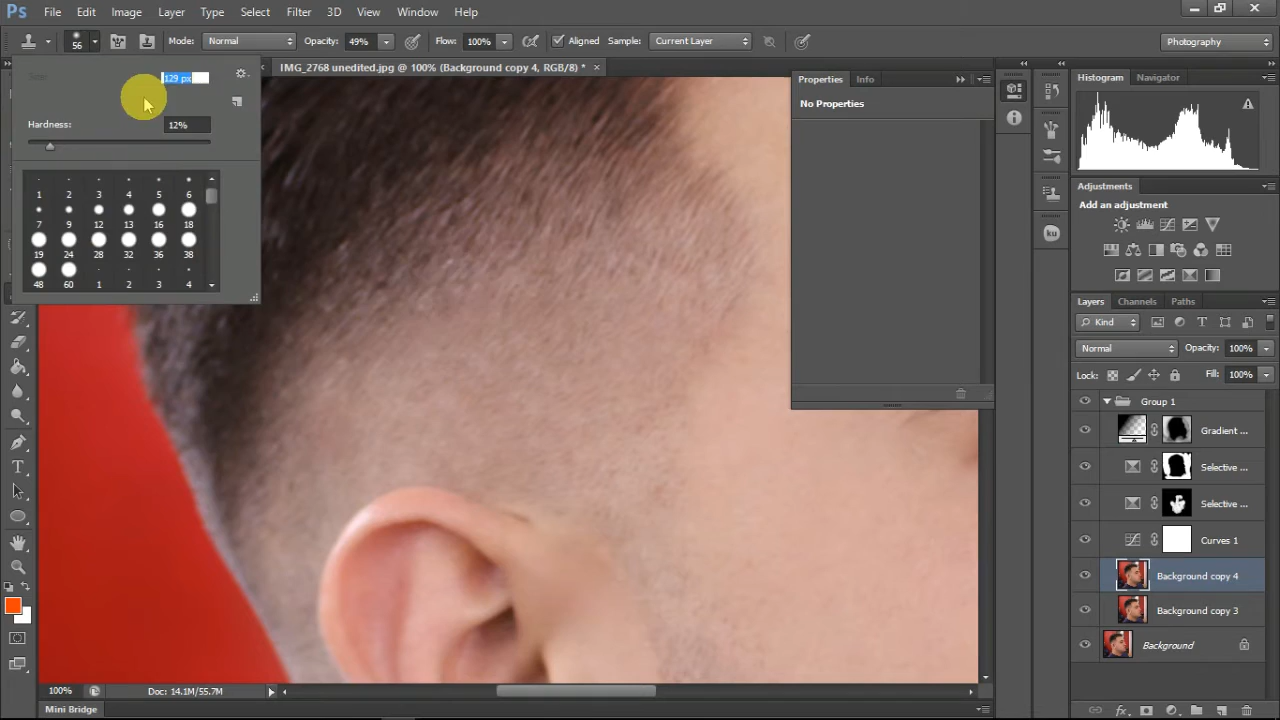 Ps File Edit Image Layer Type Select Filter 3D View Window Help
56 Mode: Normal Opacity: 49% Flow: 100% Aligned Sample: Current Layer Photography
IMG_2768 unedited.jpg @ 100% (Background copy 4, RGB/8) *
129 px
Hardness: 12%
1 2 3 4 5 6
7 9 12 13 16 18
19 24 28 32 36 38
48 60 1 2 3 4
Properties Info
No Properties
Histogram Navigator
Adjustments
Add an adjustment
ku
Layers Channels Paths
Kind
Normal Opacity: 100%
Lock: Fill: 100%
Group 1
Gradient ...
Selective ...
Selective ...
Curves 1
Background copy 4
Background copy 3
Background
100% Doc: 14.1M/55.7M
Mini Bridge